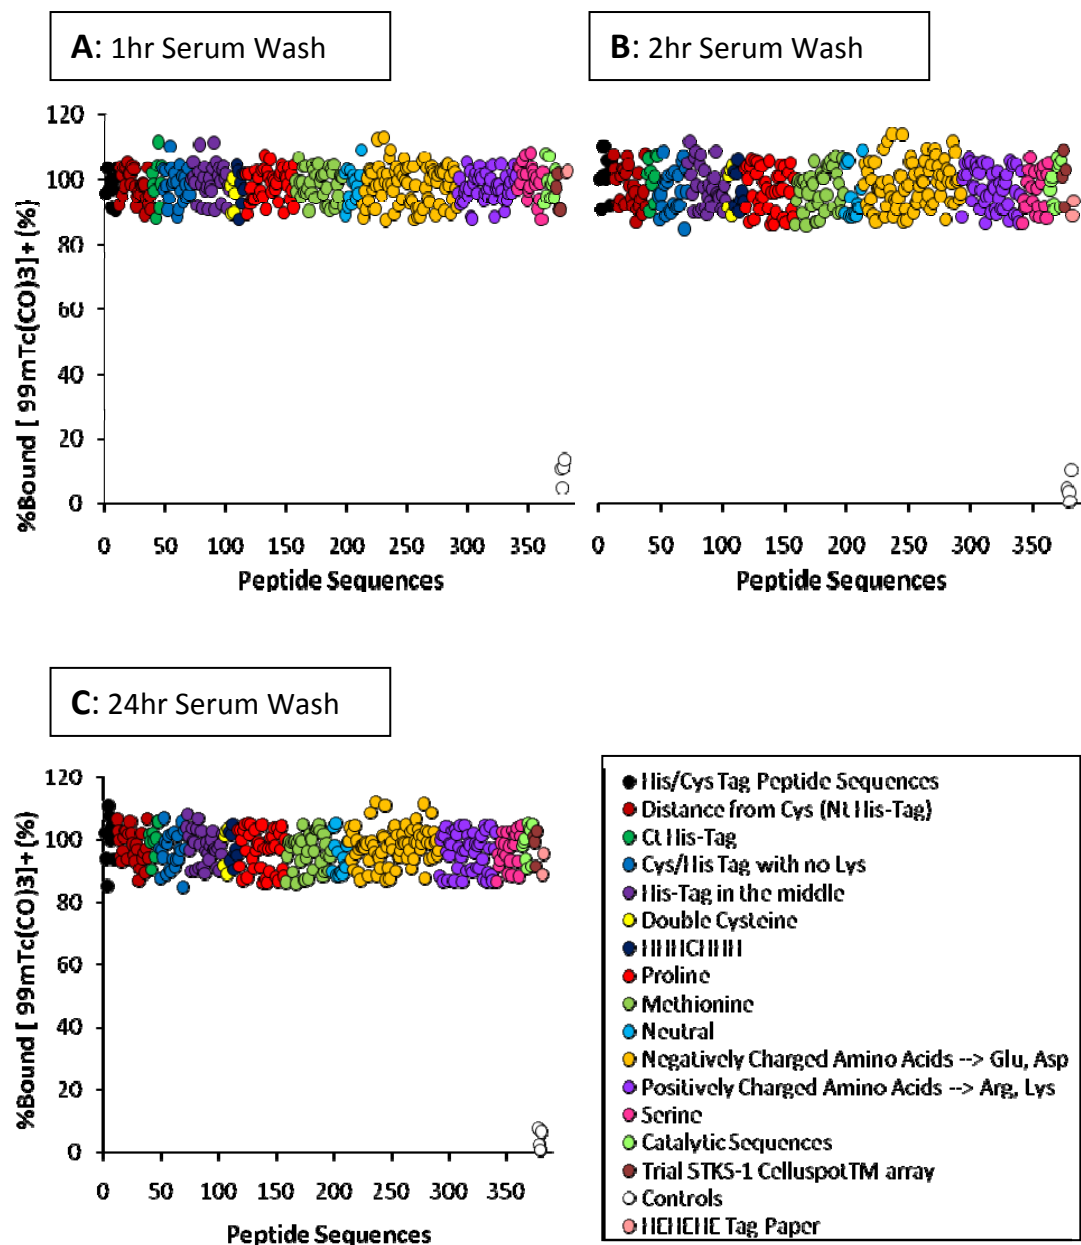 A: 1hr Serum Wash
B: 2hr Serum Wash
%Bound [ 99mTc(CO)3]+(%)
120
100
80
60
40
20
0
0 50 100 150 200 250 300 350
Peptide Sequences
0 50 100 150 200 250 300 350
Peptide Sequences
C: 24hr Serum Wash
%Bound [ 99mTc(CO)3]+(%)
120
100
80
60
40
20
0
0 50 100 150 200 250 300 350
Peptide Sequences
His/Cys Tag Peptide Sequences
Distance from Cys (Nt His-Tag)
Ct His-Tag
Cys/His Tag with no Lys
His-Tag in the middle
Double Cysteine
HHHCHHH
Proline
Methionine
Neutral
Negatively Charged Amino Acids --> Glu, Asp
Positively Charged Amino Acids --> Arg, Lys
Serine
Catalytic Sequences
Trial STKS-1 CelluspotTM array
Controls
HEHEHE Tag Paper